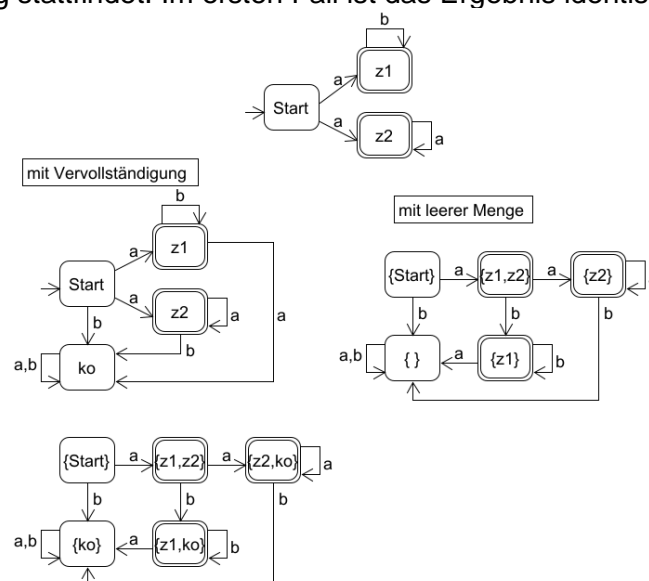 g stattfindet. Im ersten Fall ist das Ergebnis identis
b
z1
a
Start
a
z2
a
mit Vervollständigung
b
z1
a
Start
a
z2
a
a
b
b
a,b
ko
mit leerer Menge
{Start}
a
{z1,z2}
a
{z2}
b
b
b
a,b
{ }
a
{z1}
b
{Start}
a
{z1,z2}
a
{z2,ko}
a
b
b
b
a,b
{ko}
a
{z1,ko}
b